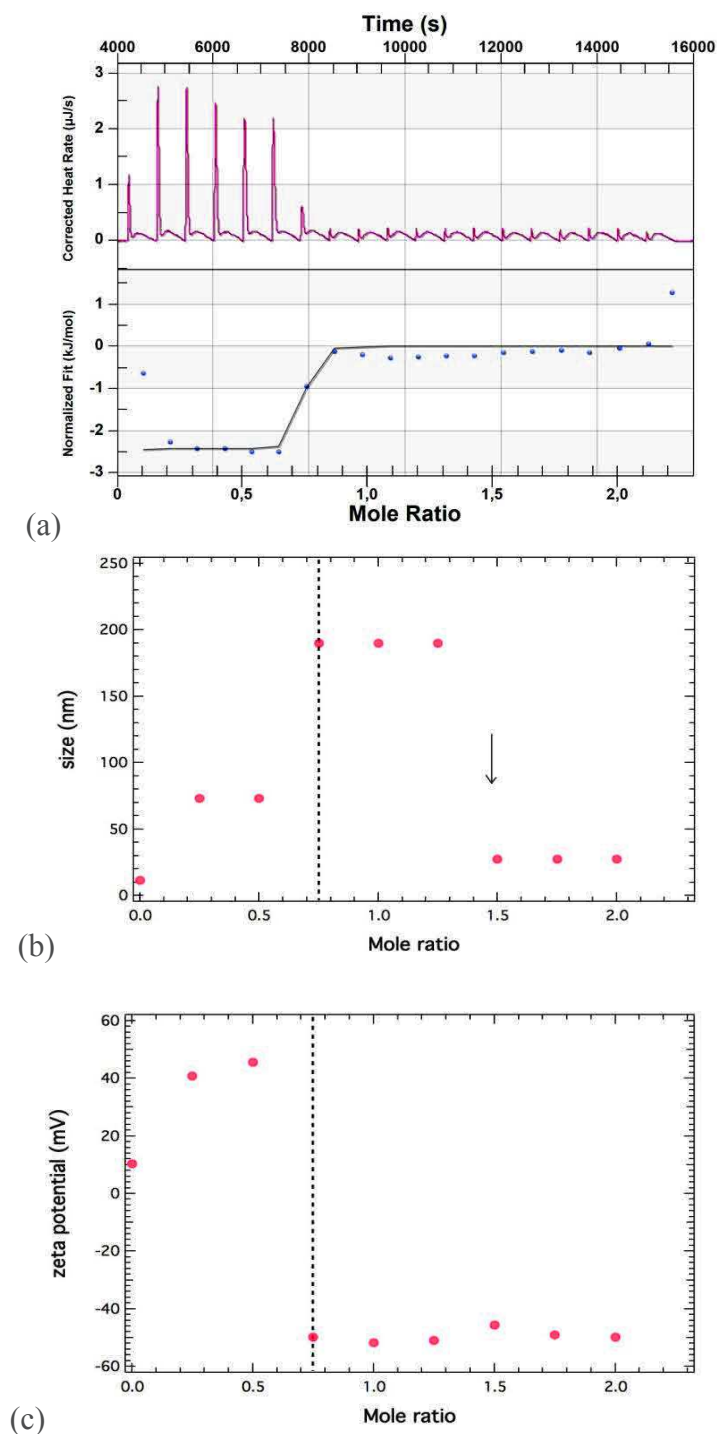 Time (s)
4000 6000 8000 10000 12000 14000 16000
Corrected Heat Rate (µJ/s)
3
2
1
0
Normalized Fit (kJ/mol)
1
0
-1
-2
-3
0 0,5 1,0 1,5 2,0
Mole Ratio
(a)
size (nm)
250
200
150
100
50
0
0.0 0.5 1.0 1.5 2.0
Mole ratio
(b)
zeta potential (mV)
60
40
20
0
-20
-40
-60
0.0 0.5 1.0 1.5 2.0
Mole ratio
(c)